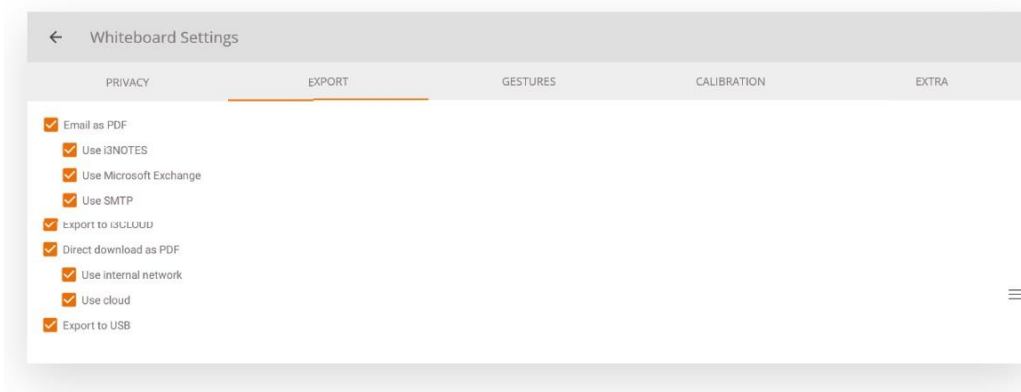 Whiteboard Settings
PRIVACY EXPORT GESTURES CALIBRATION EXTRA
Email as PDF
Use i3NOTES
Use Microsoft Exchange
Use SMTP
Export to i3CLOUD
Direct download as PDF
Use internal network
Use cloud
Export to USB